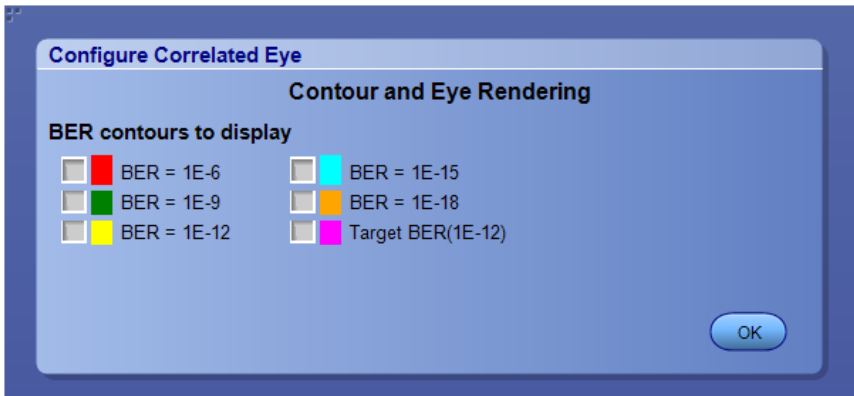 Configure Correlated Eye
Contour and Eye Rendering
BER contours to display
BER = 1E-6
BER = 1E-15
BER = 1E-9
BER = 1E-18
BER = 1E-12
Target BER(1E-12)
OK